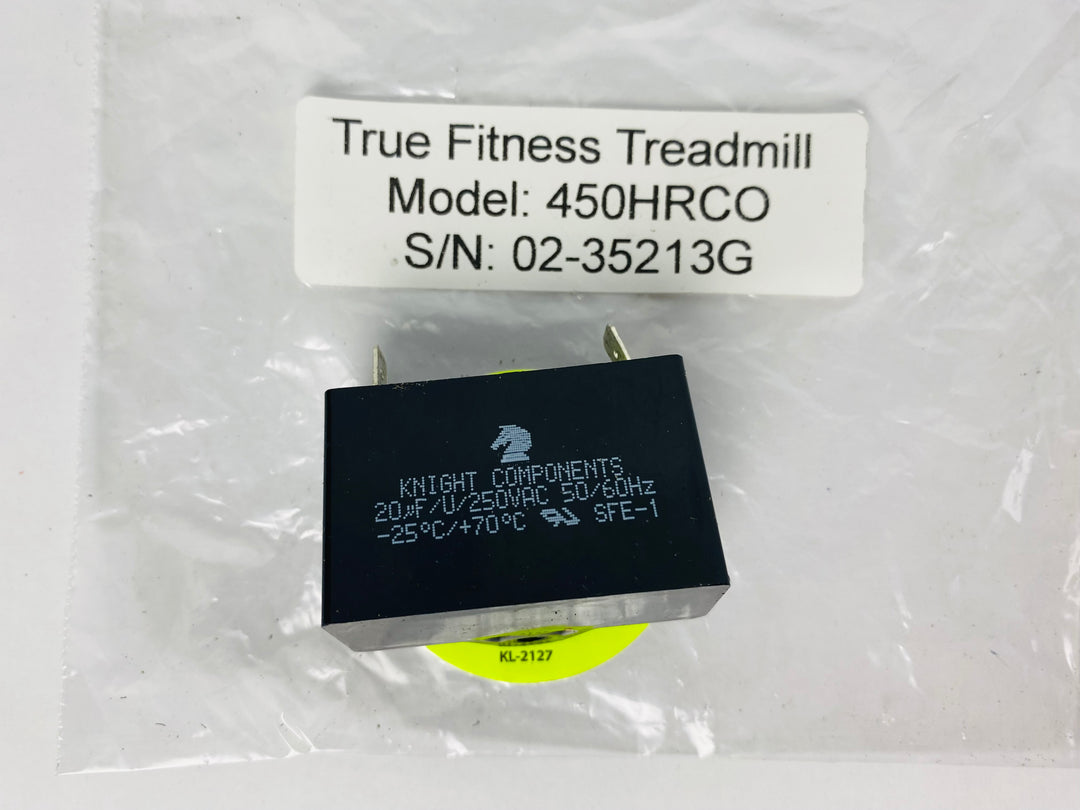 True Fitness Treadmill
Model: 450HRCO
S/N: 02-35213G
KNIGHT COMPONENTS
20µF/U/250VAC 50/60Hz
-25°C/+70°C SFE-1
KL-2127